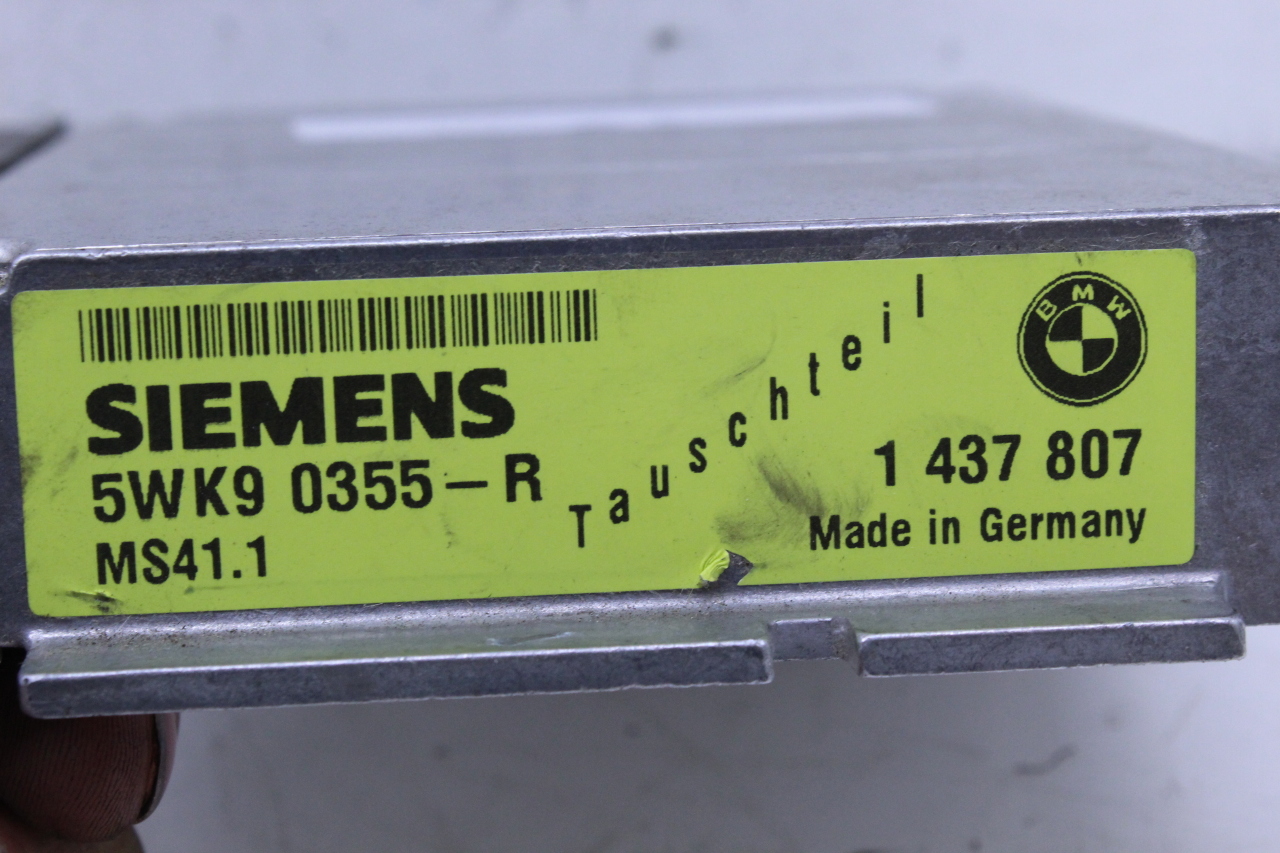 SIEMENS
5WK9 0355-R
MS41.1
Tauschteil
BMW
1 437 807
Made in Germany